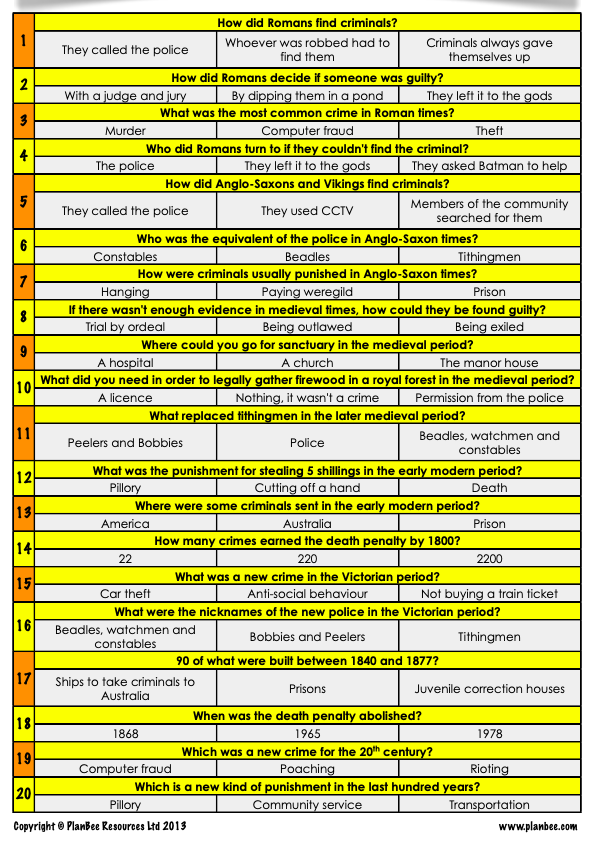 1
How did Romans find criminals?
They called the police
Whoever was robbed had to
find them
Criminals always gave
themselves up
2
How did Romans decide if someone was guilty?
With a judge and jury
By dipping them in a pond
They left it to the gods
3
What was the most common crime in Roman times?
Murder
Computer fraud
Theft
4
Who did Romans turn to if they couldn't find the criminal?
The police
They left it to the gods
They asked Batman to help
5
How did Anglo-Saxons and Vikings find criminals?
They called the police
They used CCTV
Members of the community
searched for them
6
Who was the equivalent of the police in Anglo-Saxon times?
Constables
Beadles
Tithingmen
7
How were criminals usually punished in Anglo-Saxon times?
Hanging
Paying weregild
Prison
8
If there wasn't enough evidence in medieval times, how could they be found guilty?
Trial by ordeal
Being outlawed
Being exiled
9
Where could you go for sanctuary in the medieval period?
A hospital
A church
The manor house
10
What did you need in order to legally gather firewood in a royal forest in the medieval period?
A licence
Nothing, it wasn't a crime
Permission from the police
11
What replaced tithingmen in the later medieval period?
Peelers and Bobbies
Police
Beadles, watchmen and
constables
12
What was the punishment for stealing 5 shillings in the early modern period?
Pillory
Cutting off a hand
Death
13
Where were some criminals sent in the early modern period?
America
Australia
Prison
14
How many crimes earned the death penalty by 1800?
22
220
2200
15
What was a new crime in the Victorian period?
Car theft
Anti-social behaviour
Not buying a train ticket
16
What were the nicknames of the new police in the Victorian period?
Beadles, watchmen and
constables
Bobbies and Peelers
Tithingmen
17
90 of what were built between 1840 and 1877?
Ships to take criminals to
Australia
Prisons
Juvenile correction houses
18
When was the death penalty abolished?
1868
1965
1978
19
Which was a new crime for the 20th century?
Computer fraud
Poaching
Rioting
20
Which is a new kind of punishment in the last hundred years?
Pillory
Community service
Transportation
Copyright © PlanBee Resources Ltd 2013
www.planbee.com